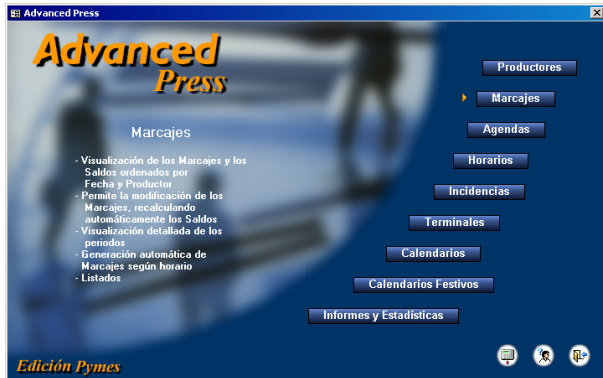 Advanced Press
Advanced
Press
Marcajes
- Visualización de los Marcajes y los
Saldos ordenados por
Fecha y Productor
- Permite la modificación de los
Marcajes, recalculando
automáticamente los Saldos
- Visualización detallada de los
periodos
- Generación automática de
Marcajes según horario
- Listados
Productores
Marcajes
Agendas
Horarios
Incidencias
Terminales
Calendarios
Calendarios Festivos
Informes y Estadísticas
Edición Pymes